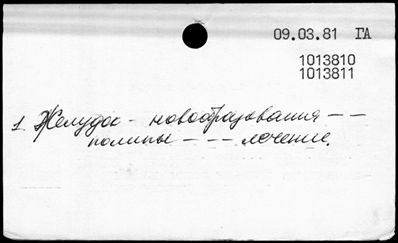 09.03.81 ГА
1013810
1013811
1. Желудок - новообразования - -
полипы - - - лечение.